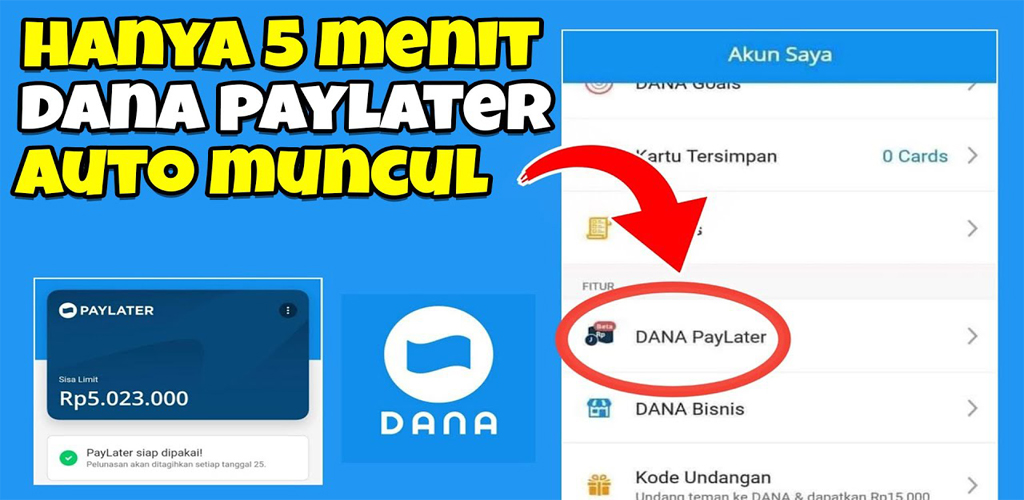 HANYA 5 MENIT
DANA PAYLATER
AUTO MUNCUL
PAYLATER
Sisa Limit
Rp5.023.000
PayLater siap dipakai!
Pelunasan akan ditagihkan setiap tanggal 25.
DANA
Akun Saya
DANA Goals
Kartu Tersimpan
0 Cards
FITUR
Beta
Rp
DANA PayLater
DANA Bisnis
Kode Undangan
Undang teman ke DANA & dapatkan Rp15.000